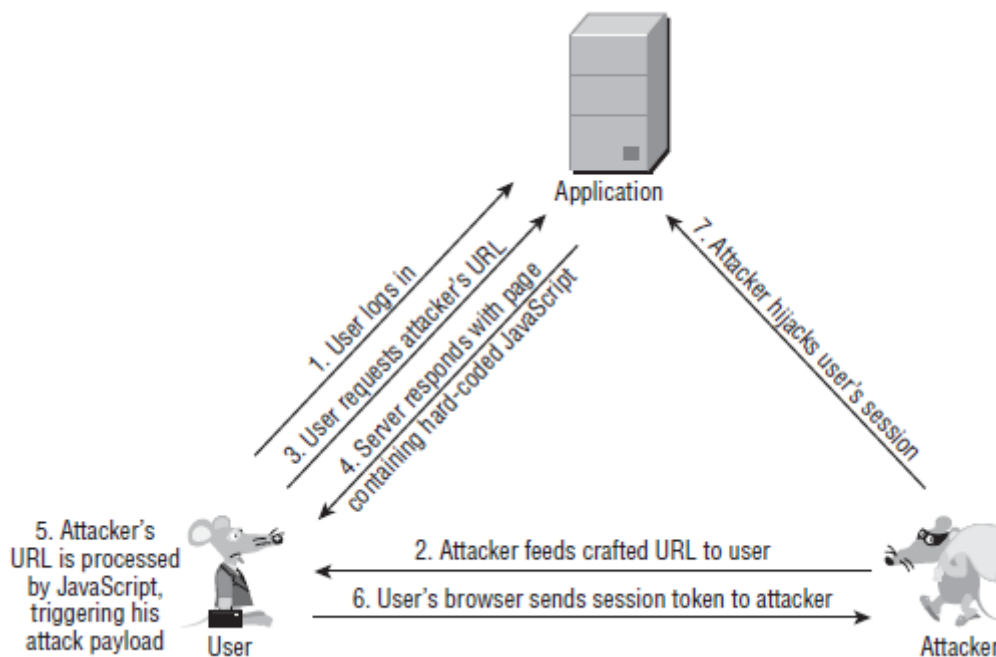 Application
1. User logs in
3. User requests attacker's URL
4. Server responds with page
containing hard-coded JavaScript
7. Attacker hijacks user's session
5. Attacker's
URL is processed
by JavaScript,
triggering his
attack payload
2. Attacker feeds crafted URL to user
6. User's browser sends session token to attacker
User
Attacker